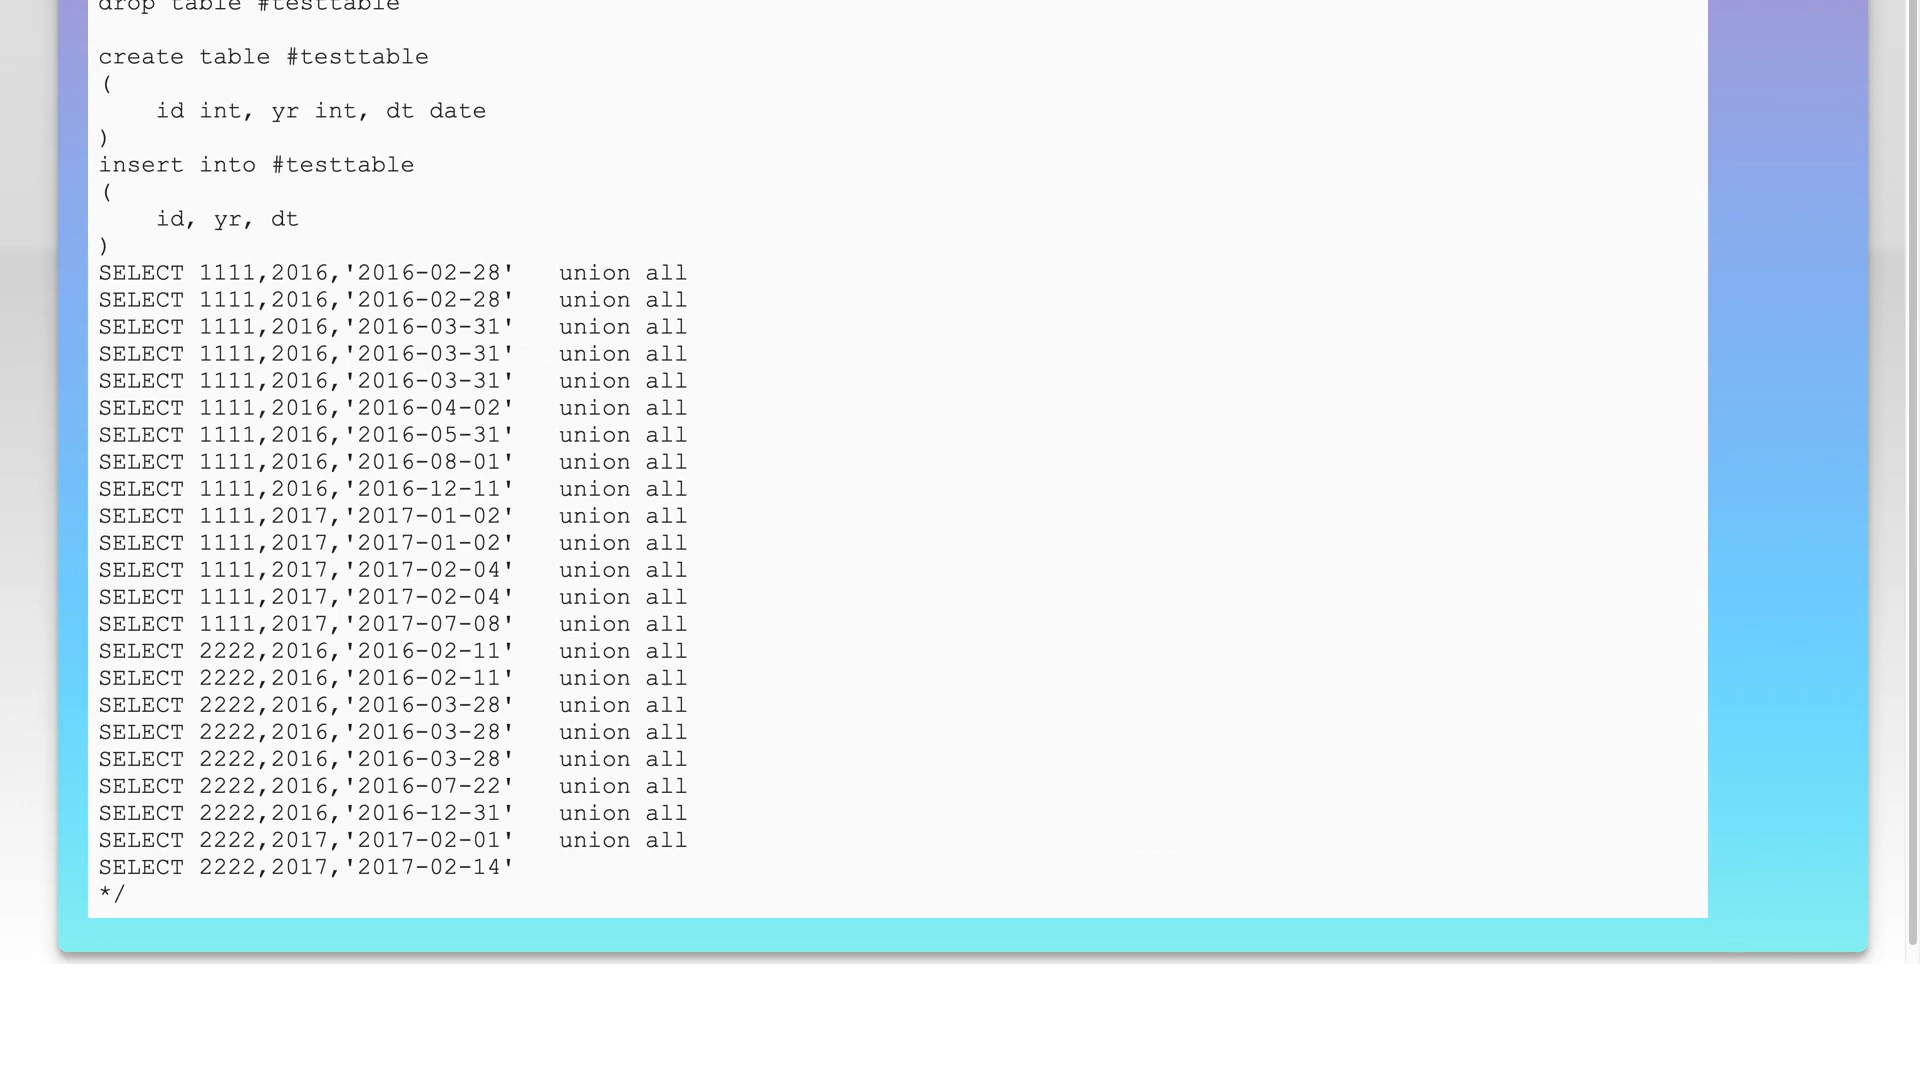 drop table #testtable
create table #testtable
(
    id int, yr int, dt date
)
insert into #testtable
(
    id, yr, dt
)
SELECT 1111,2016,'2016-02-28'   union all
SELECT 1111,2016,'2016-02-28'   union all
SELECT 1111,2016,'2016-03-31'   union all
SELECT 1111,2016,'2016-03-31'   union all
SELECT 1111,2016,'2016-03-31'   union all
SELECT 1111,2016,'2016-04-02'   union all
SELECT 1111,2016,'2016-05-31'   union all
SELECT 1111,2016,'2016-08-01'   union all
SELECT 1111,2016,'2016-12-11'   union all
SELECT 1111,2017,'2017-01-02'   union all
SELECT 1111,2017,'2017-01-02'   union all
SELECT 1111,2017,'2017-02-04'   union all
SELECT 1111,2017,'2017-02-04'   union all
SELECT 1111,2017,'2017-07-08'   union all
SELECT 2222,2016,'2016-02-11'   union all
SELECT 2222,2016,'2016-02-11'   union all
SELECT 2222,2016,'2016-03-28'   union all
SELECT 2222,2016,'2016-03-28'   union all
SELECT 2222,2016,'2016-03-28'   union all
SELECT 2222,2016,'2016-07-22'   union all
SELECT 2222,2016,'2016-12-31'   union all
SELECT 2222,2017,'2017-02-01'   union all
SELECT 2222,2017,'2017-02-14'
*/